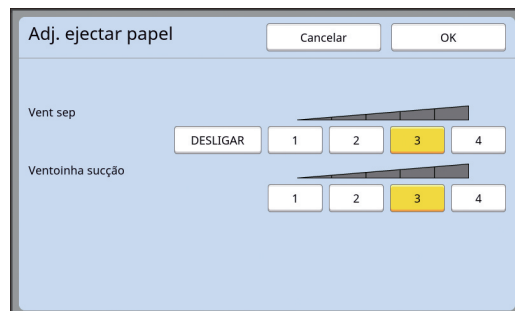 Adj. ejectar papel Cancelar OK
Vent sep
DESLIGAR 1 2 3 4
Ventoinha sucção
1 2 3 4